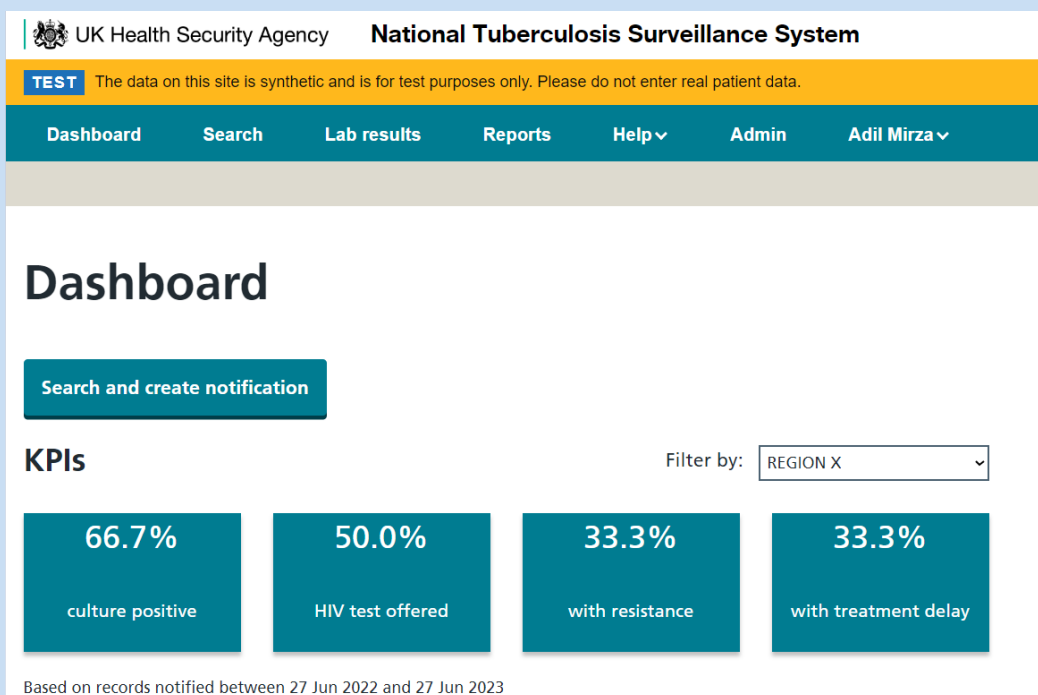 UK Health Security Agency National Tuberculosis Surveillance System
TEST The data on this site is synthetic and is for test purposes only. Please do not enter real patient data.
Dashboard Search Lab results Reports Help Admin Adil Mirza
Dashboard
Search and create notification
KPIs Filter by: REGION X
66.7% 50.0% 33.3% 33.3%
culture positive HIV test offered with resistance with treatment delay
Based on records notified between 27 Jun 2022 and 27 Jun 2023